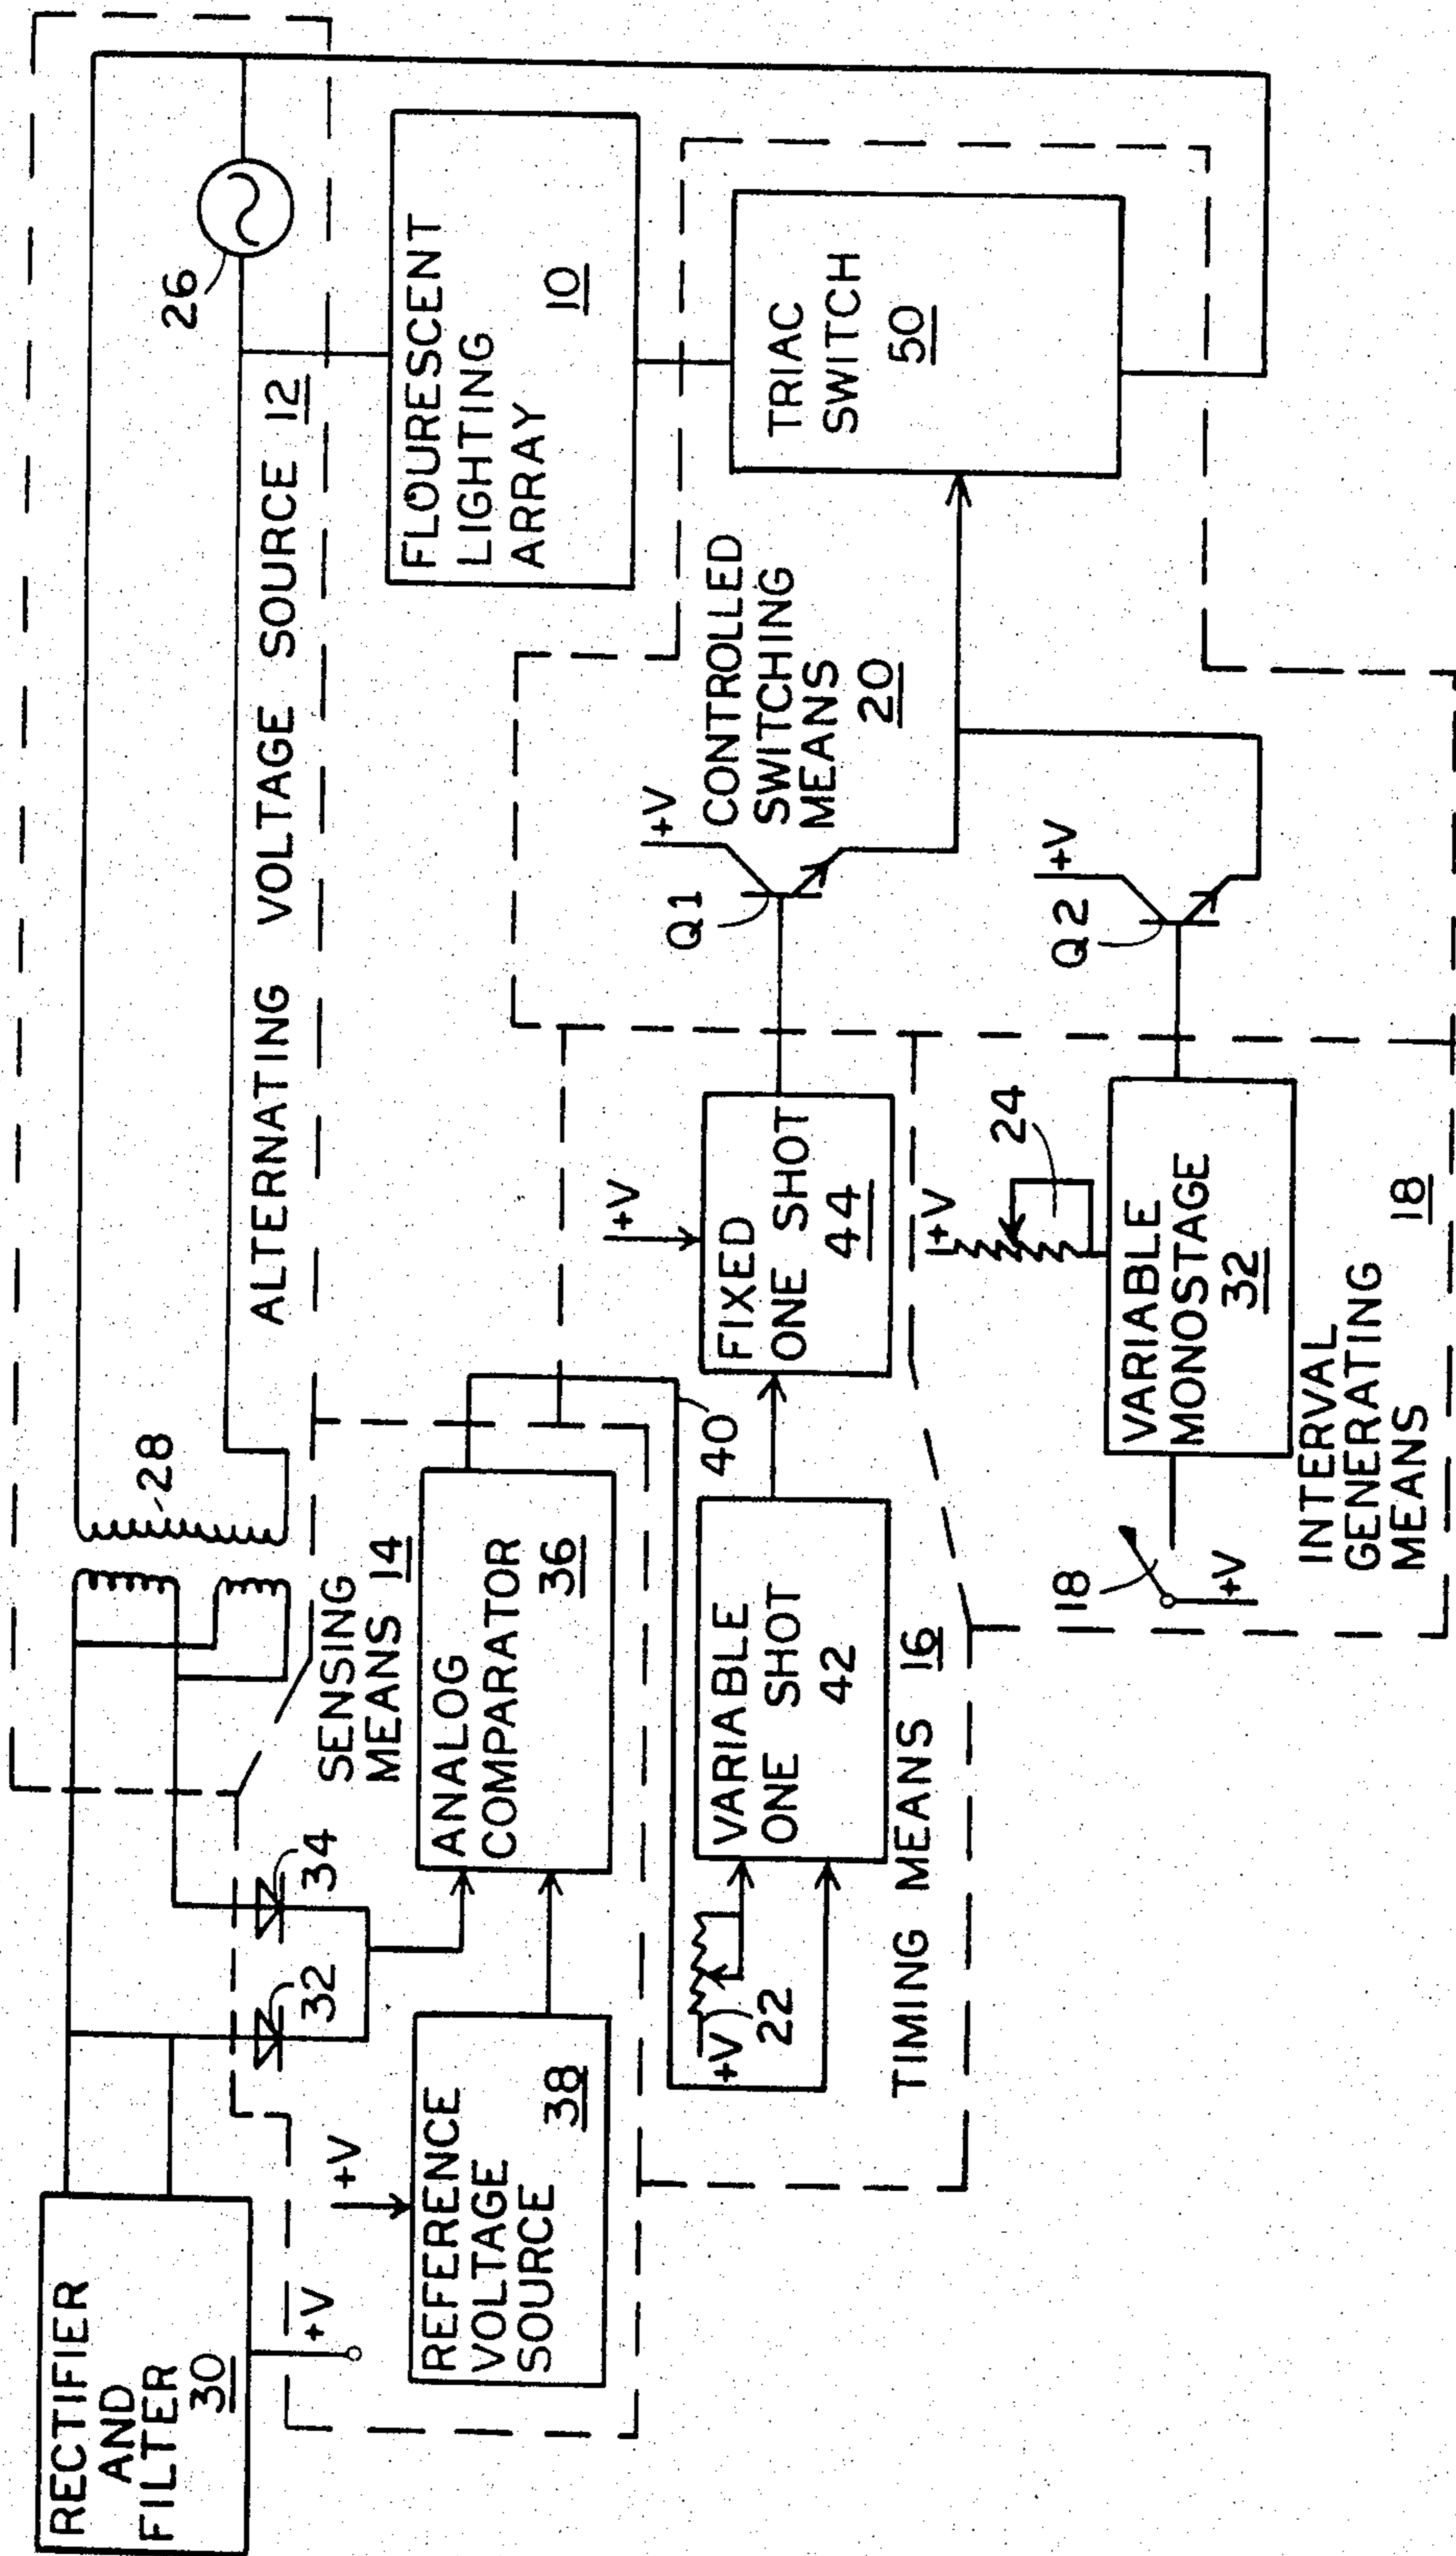 RECTIFIER
AND
FILTER
30
+V
28
26
ALTERNATING VOLTAGE SOURCE 12
32
34
SENSING
MEANS 14
+V
REFERENCE
VOLTAGE
SOURCE
38
ANALOG
COMPARATOR
36
FLOURESCENT
LIGHTING
ARRAY
10
40
+V
22
VARIABLE
ONE SHOT
42
TIMING MEANS 16
+V
FIXED
ONE SHOT
44
Q1
+V
CONTROLLED
SWITCHING
MEANS
20
TRIAC
SWITCH
50
18
+V
+V
24
VARIABLE
MONOSTAGE
32
Q2
+V
INTERVAL
GENERATING
MEANS
18